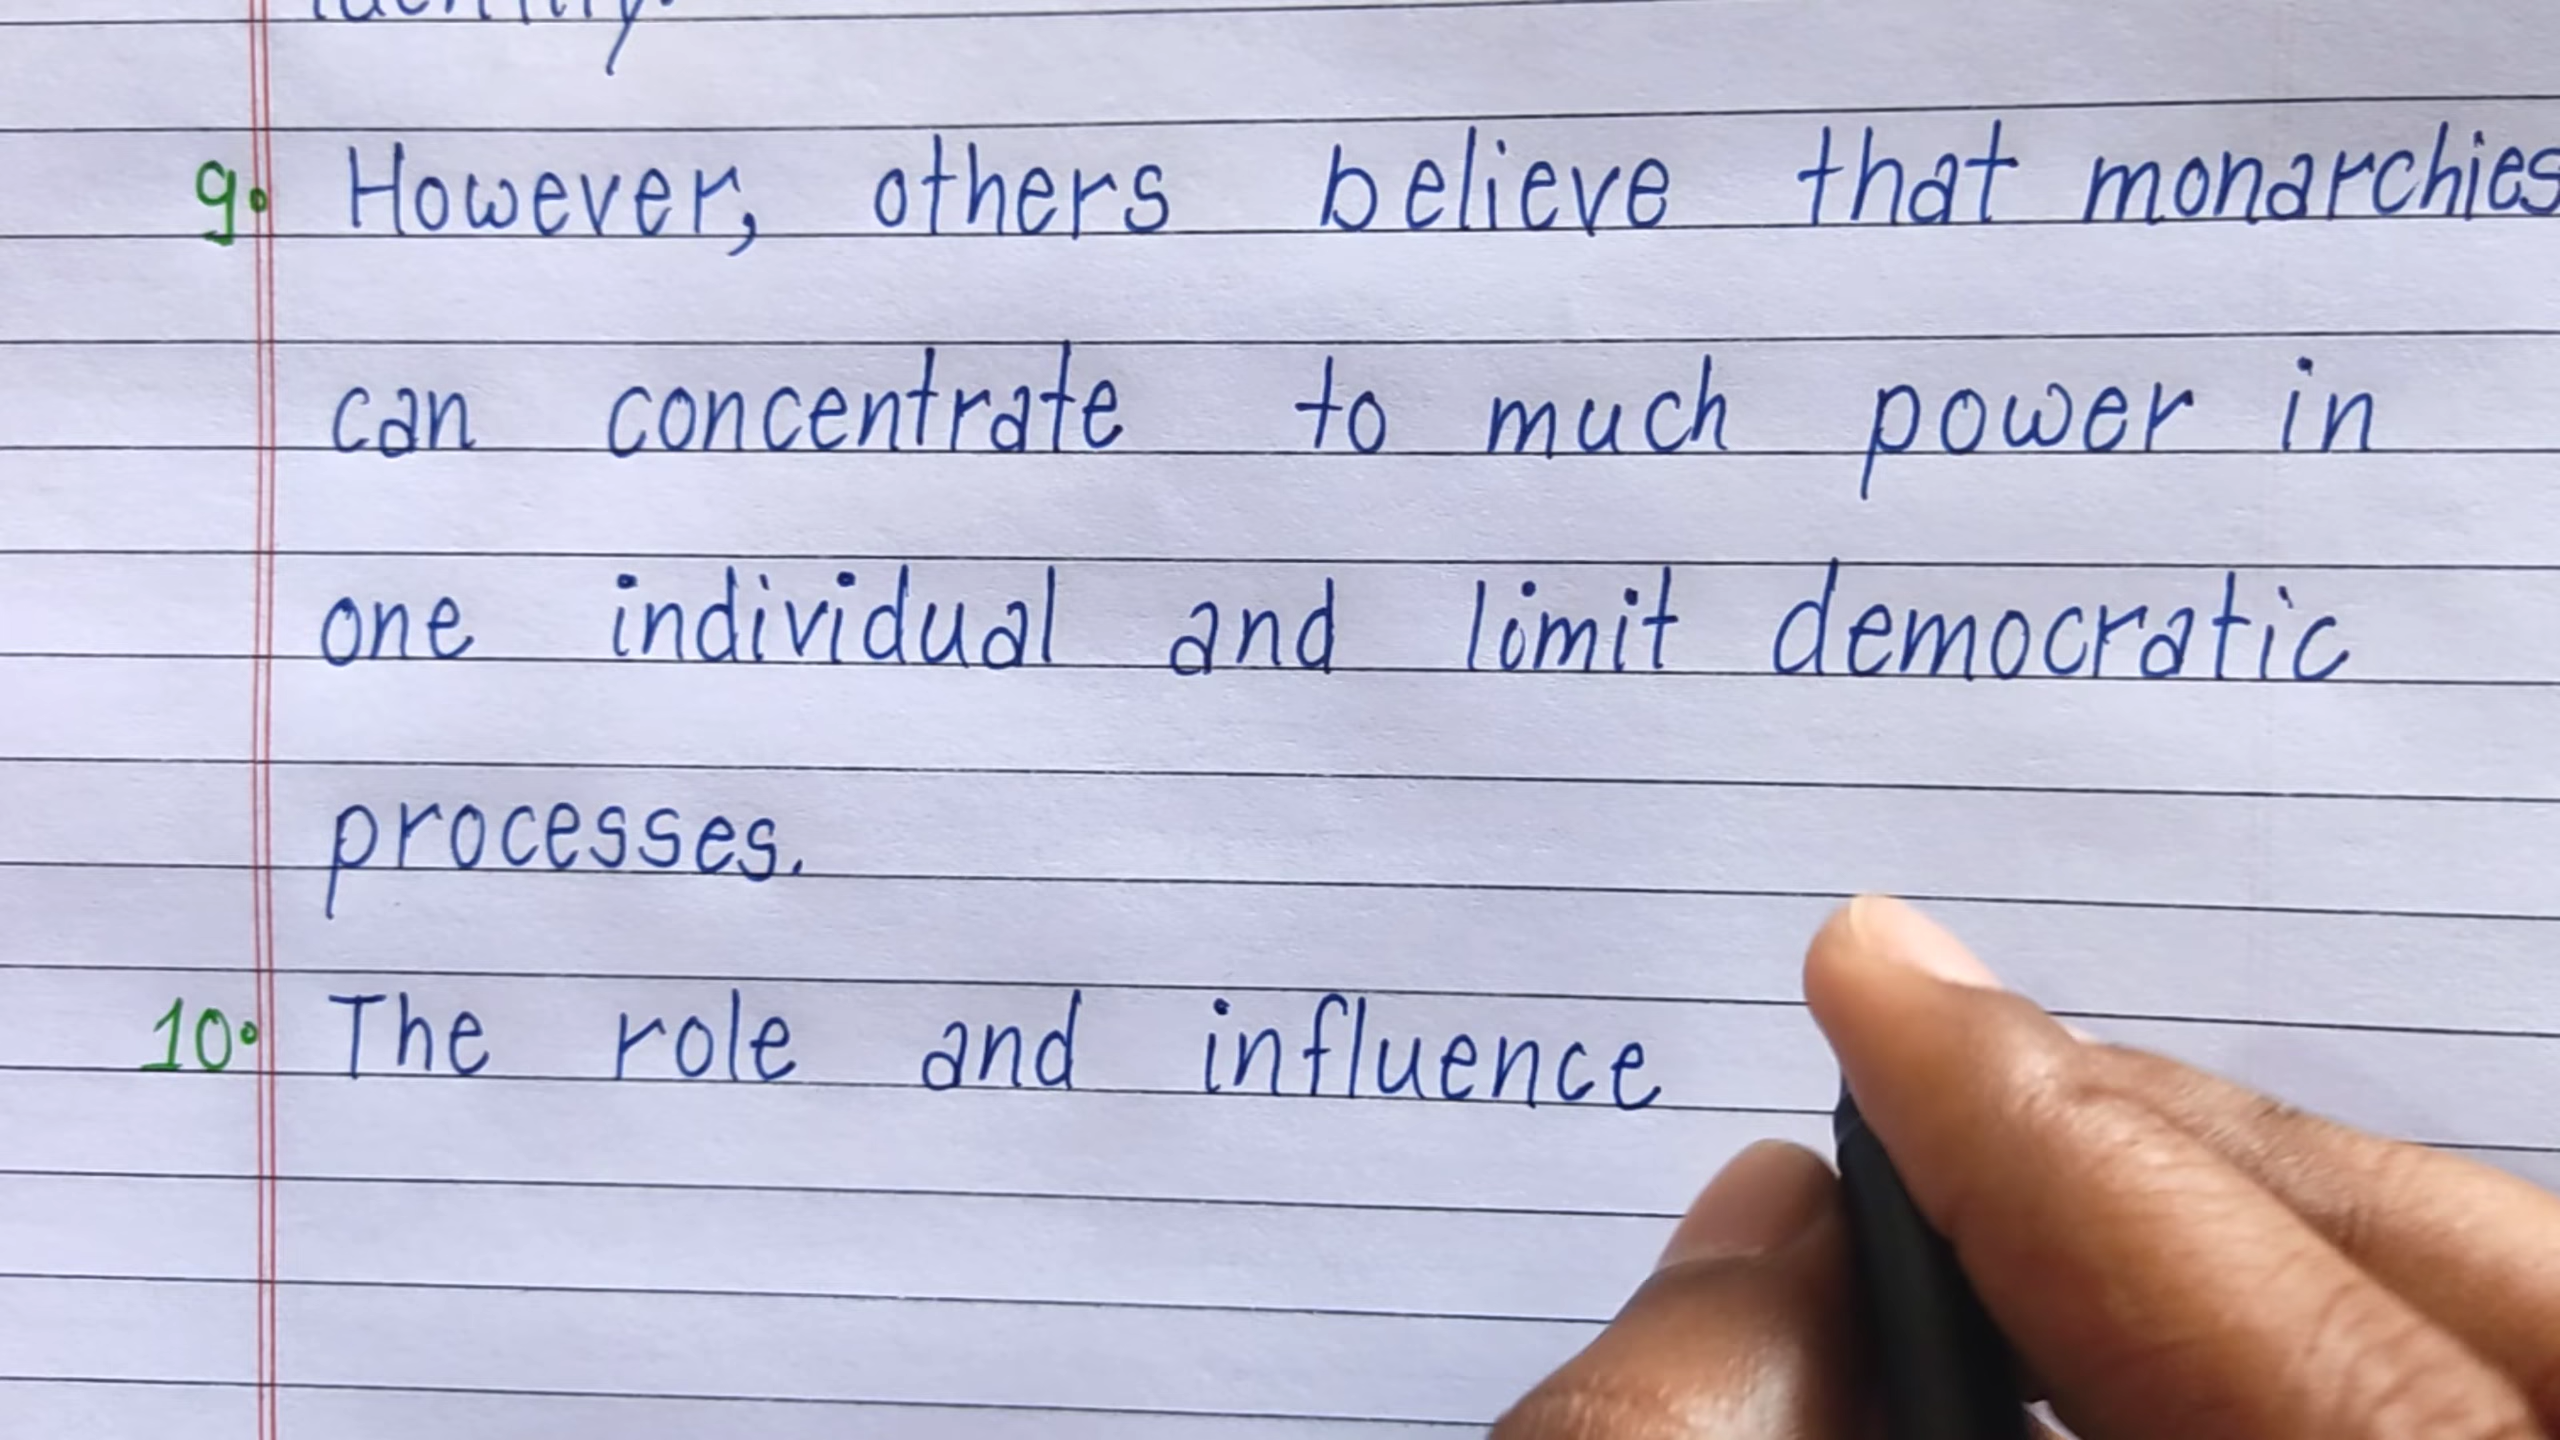 identity.
9. However, others believe that monarchies
can concentrate to much power in
one individual and limit democratic
processes.
10. The role and influence